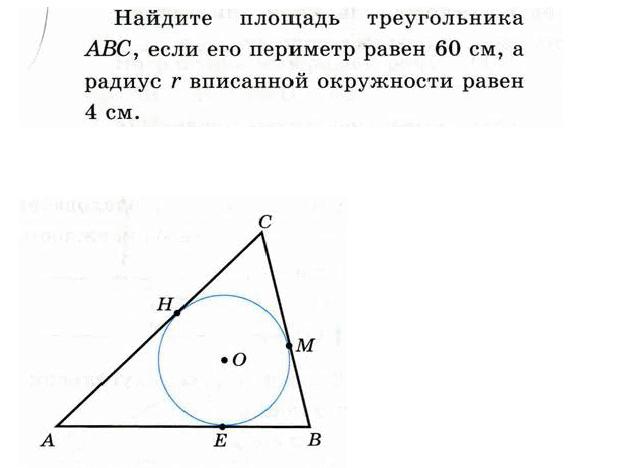 Найдите площадь треугольника
ABC, если его периметр равен 60 см, а
радиус r вписанной окружности равен
4 см.
C
H
M
O
A
E
B